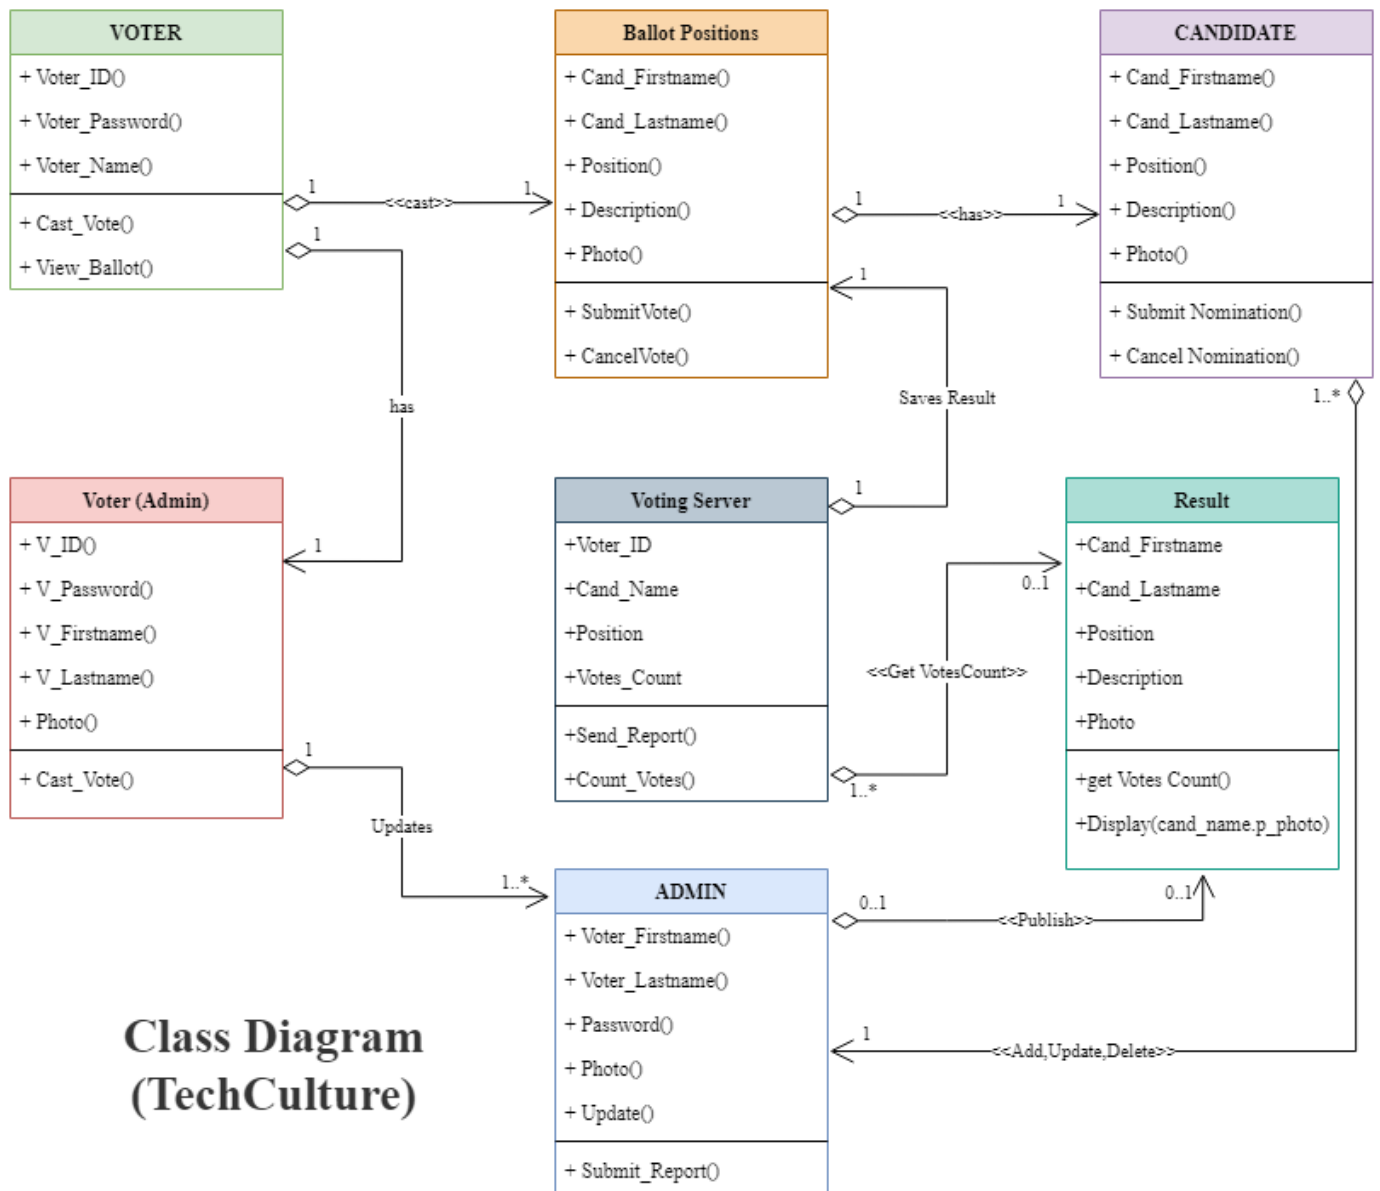 VOTER
+ Voter_ID()
+ Voter_Password()
+ Voter_Name()
+ Cast_Vote()
+ View_Ballot()
1
<<cast>>
1
Ballot Positions
+ Cand_Firstname()
+ Cand_Lastname()
+ Position()
+ Description()
+ Photo()
+ SubmitVote()
+ CancelVote()
1
<<has>>
1
CANDIDATE
+ Cand_Firstname()
+ Cand_Lastname()
+ Position()
+ Description()
+ Photo()
+ Submit Nomination()
+ Cancel Nomination()
1
has
1
1
Saves Result
1
1..*
Voter (Admin)
+ V_ID()
+ V_Password()
+ V_Firstname()
+ V_Lastname()
+ Photo()
+ Cast_Vote()
Voting Server
+Voter_ID
+Cand_Name
+Position
+Votes_Count
+Send_Report()
+Count_Votes()
0..1
<<Get VotesCount>>
1..*
Result
+Cand_Firstname
+Cand_Lastname
+Position
+Description
+Photo
+get Votes Count()
+Display(cand_name.p_photo)
1
Updates
1..*
ADMIN
+ Voter_Firstname()
+ Voter_Lastname()
+ Password()
+ Photo()
+ Update()
+ Submit_Report()
0..1
<<Publish>>
0..1
1
<<Add,Update,Delete>>
Class Diagram
(TechCulture)